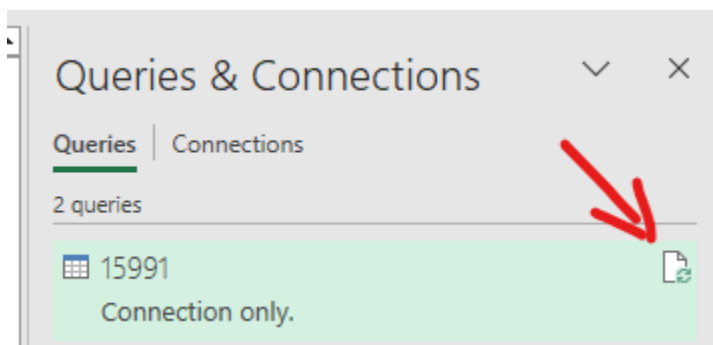 Queries & Connections
Queries | Connections
2 queries
15991
Connection only.